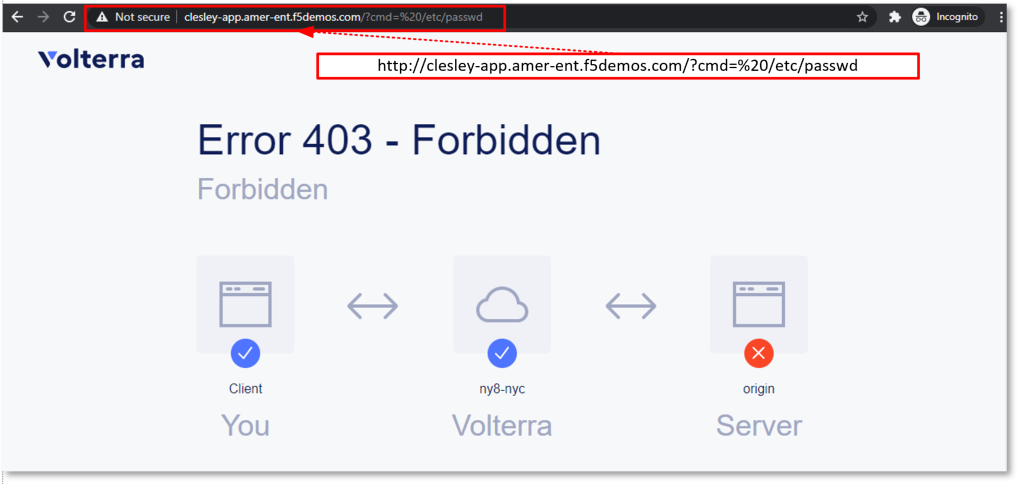 Not secure | clesley-app.amer-ent.f5demos.com/?cmd=%20/etc/passwd
Incognito
Volterra
http://clesley-app.amer-ent.f5demos.com/?cmd=%20/etc/passwd
Error 403 - Forbidden
Forbidden
Client
ny8-nyc
origin
You
Volterra
Server